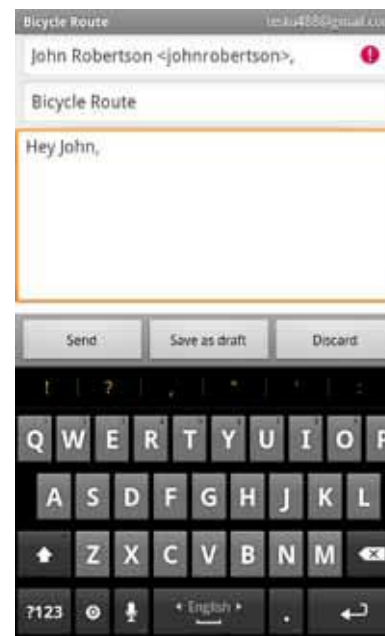 Bicycle Route
John Robertson <johnrobertson>,
Bicycle Route
Hey John,
Send Save as draft Discard
! ? , " ' :
Q W E R T Y U I O P
A S D F G H J K L
Z X C V B N M
?123 English .